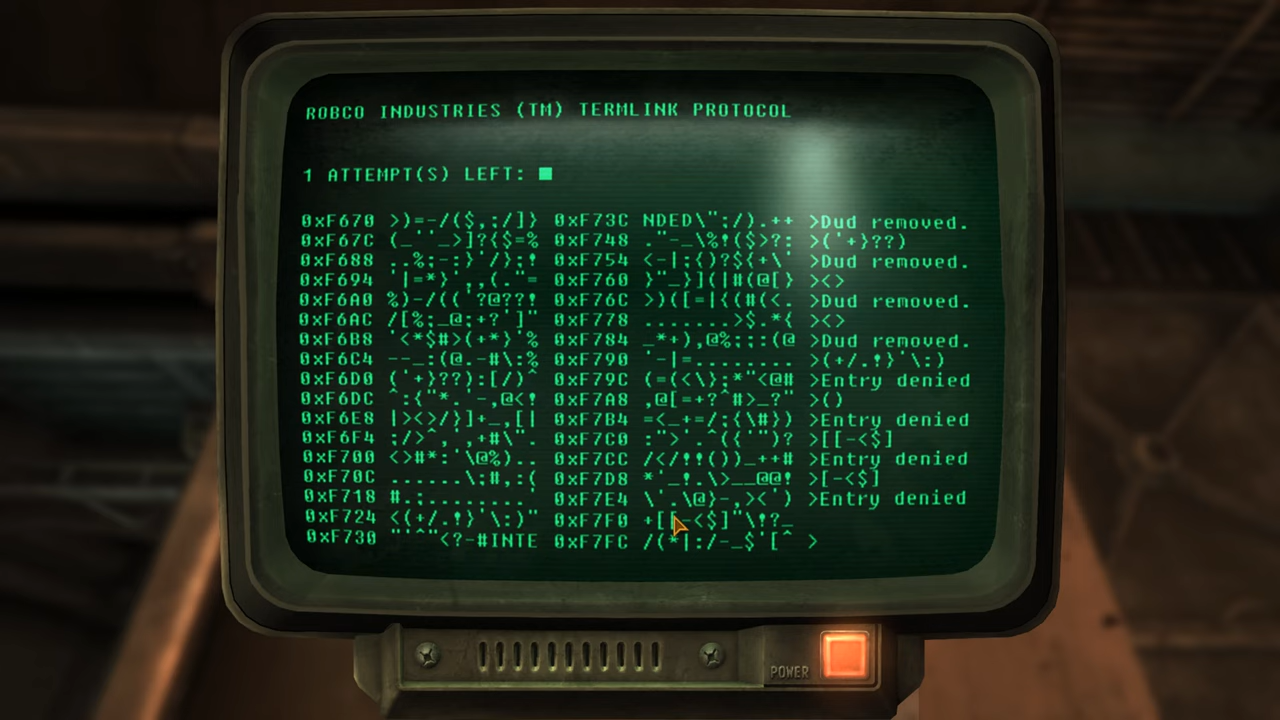 ROBCO INDUSTRIES (TM) TERMLINK PROTOCOL
1 ATTEMPT(S) LEFT:
0xF670 >)=-/($,:/]} 0xF73C NDED\";/).++ >Dud removed.
0xF67C (_¨¨_>]?{$=% 0xF748 ."-_\%!($>?: >('+}??)
0xF688 ..%;-:}'/};! 0xF754 <-|;{)?${+\' >Dud removed.
0xF694 '|=*}',,(."= 0xF760 }"_}](|#(@[} ><>
0xF6A0 %)-/(('?@??! 0xF76C >)([=|{(#(<. >Dud removed.
0xF6AC /[%;_@;+?']" 0xF778 .......>$.*{ ><>
0xF6B8 '<*$#>(+*}'% 0xF784 _*+),@%;::(@ >Dud removed.
0xF6C4 --_:(@.-#\:% 0xF790 '-|=........ >(+/.!}'\:)
0xF6D0 ('+}??):[/)^ 0xF79C (=(<\};*"<@# >Entry denied
0xF6DC ^:{"*.'-,@<! 0xF7A8 ,@[=+?^#>_?" >()
0xF6E8 |><>/}]+_,[| 0xF7B4 =<_+=/;{\#}) >Entry denied
0xF6F4 ;/>^,',+#\". 0xF7C0 :">'.^({'")? >[[-<$]
0xF700 <>#*:'\@%).. 0xF7CC /</!!())_++# >Entry denied
0xF70C ......\:#,:( 0xF7D8 *'_!.\>__@@! >[-<$]
0xF718 #.;........' 0xF7E4 \'.\@}-,><') >Entry denied
0xF724 <(+/.!}'\:)" 0xF7F0 +[[-<$]"\!?_
0xF730 "'^"<?-#INTE 0xF7FC /(*|:/-_$'[^ >
POWER